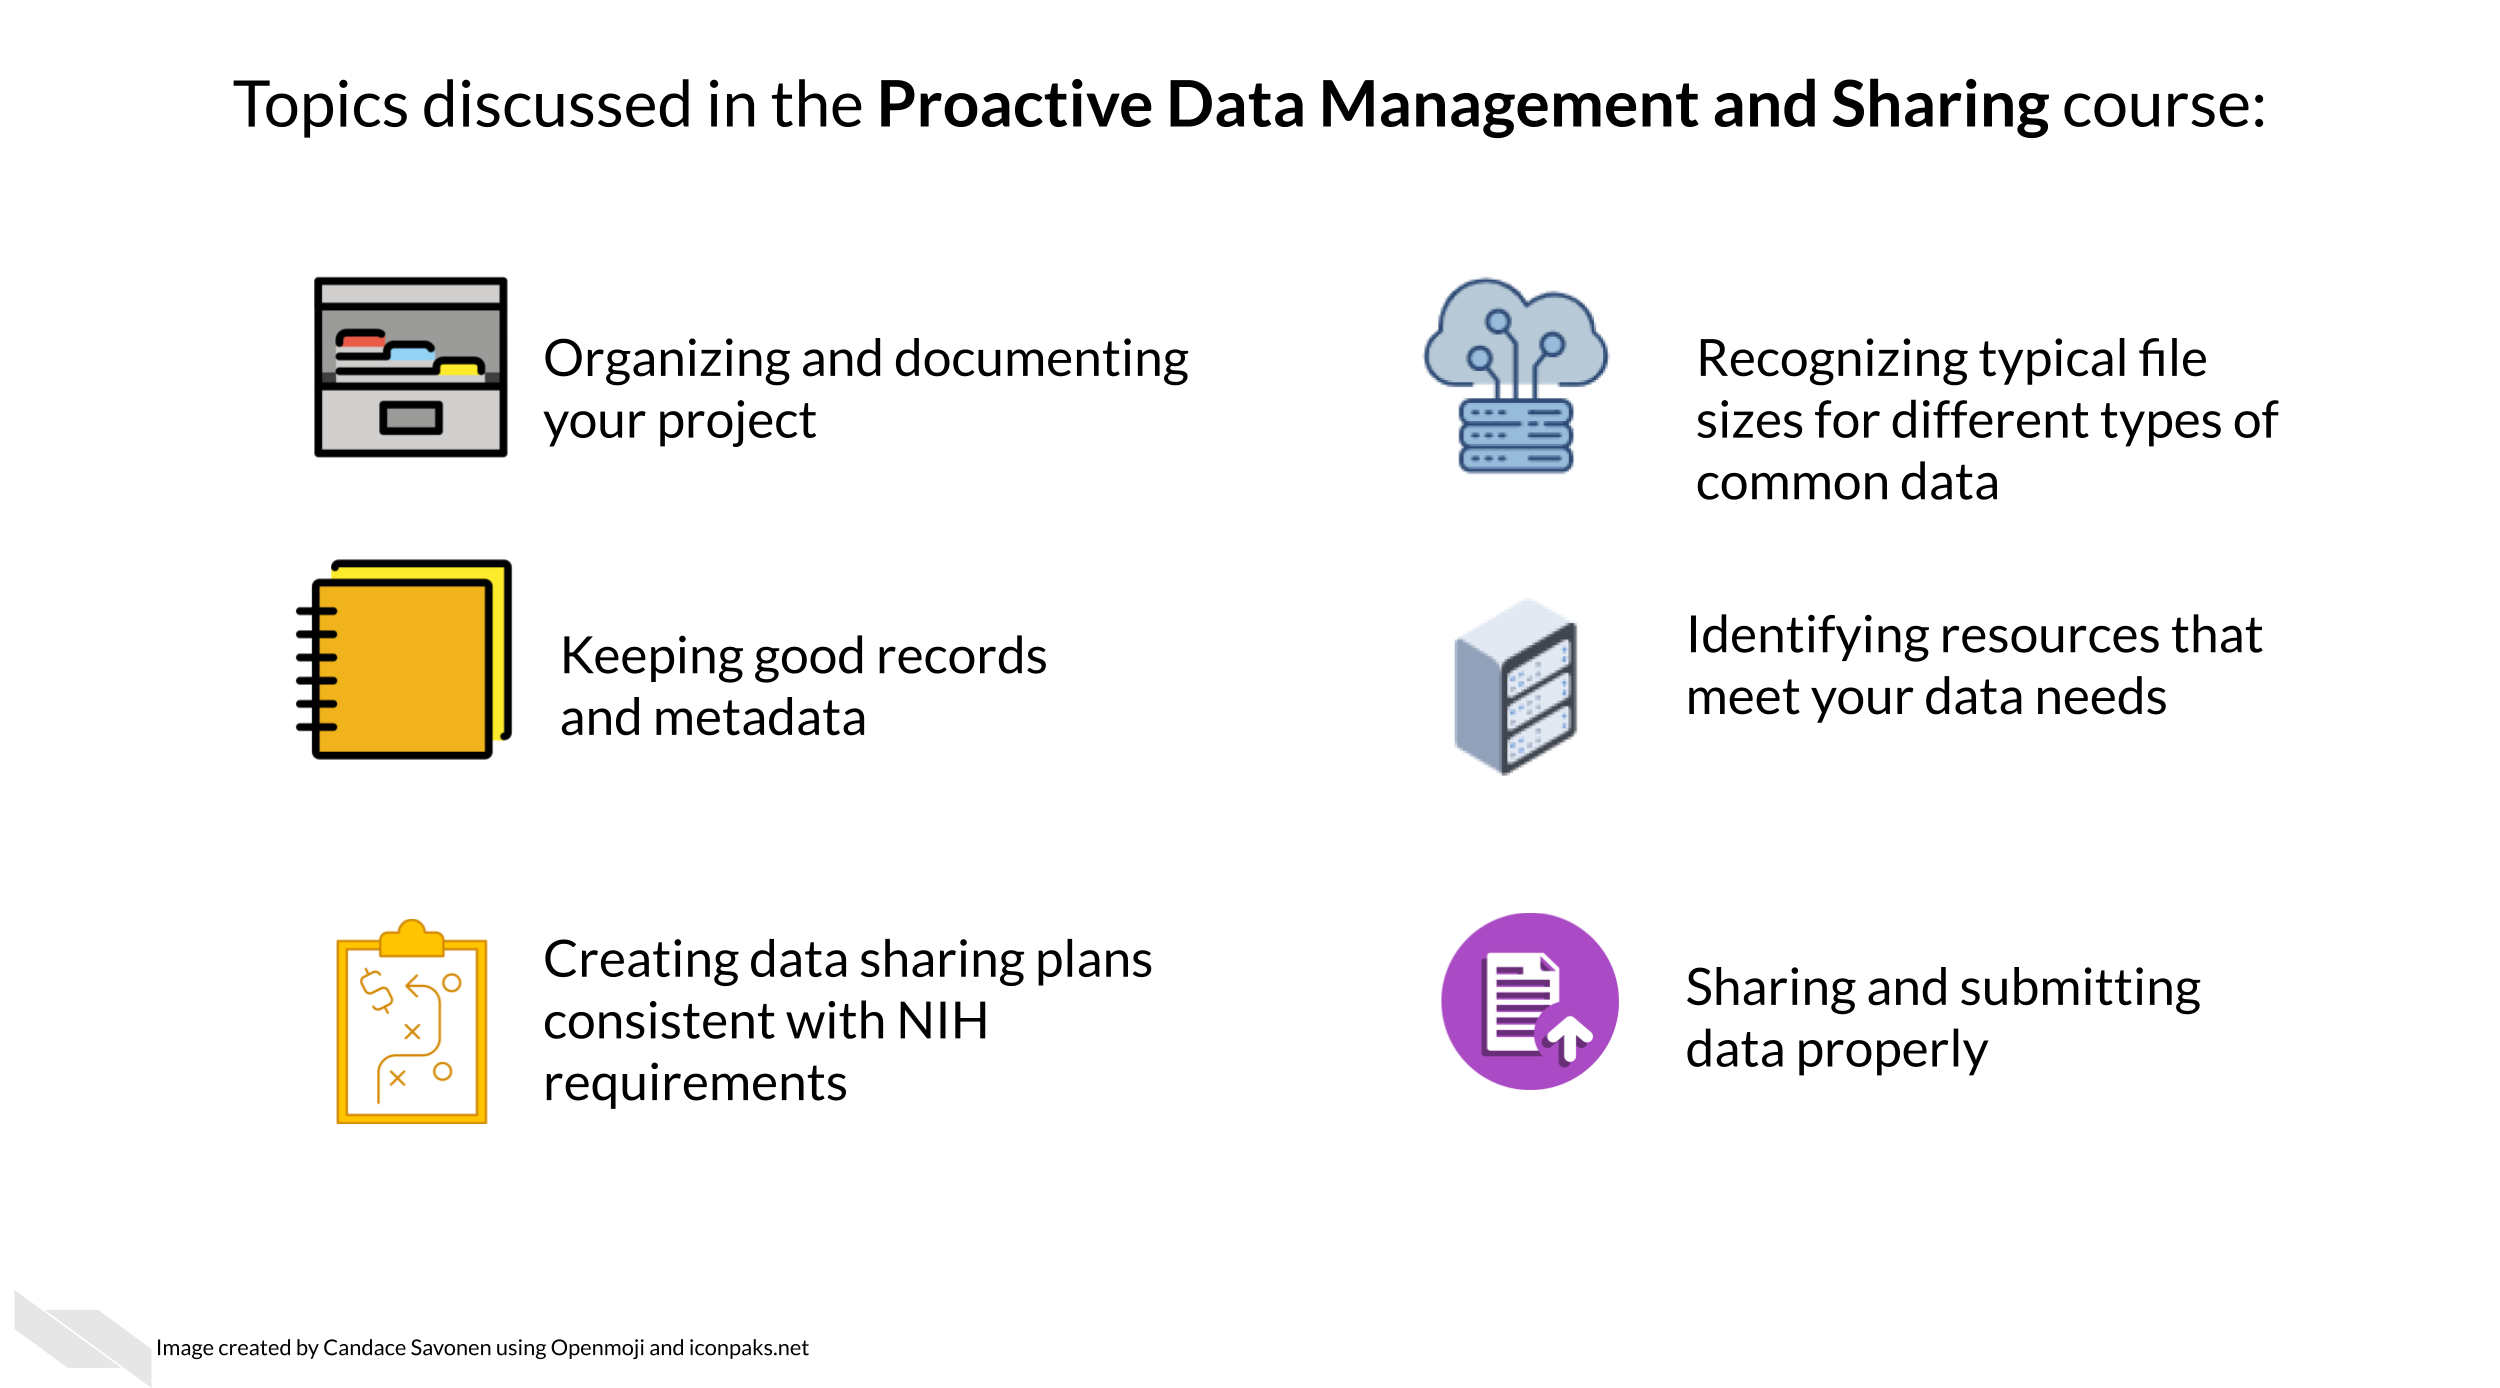 Topics discussed in the Proactive Data Management and Sharing course:
Organizing and documenting
your project
Keeping good records
and metadata
Creating data sharing plans
consistent with NIH
requirements
Recognizing typical file
sizes for different types of
common data
Identifying resources that
meet your data needs
Sharing and submitting
data properly
Image created by Candace Savonen using Openmoji and iconpaks.net